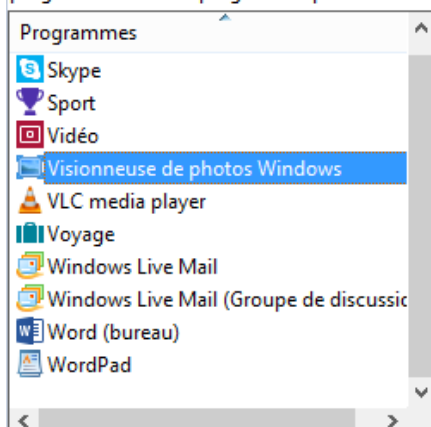 Programmes
Skype
Sport
Vidéo
Visionneuse de photos Windows
VLC media player
Voyage
Windows Live Mail
Windows Live Mail (Groupe de discussio
Word (bureau)
WordPad